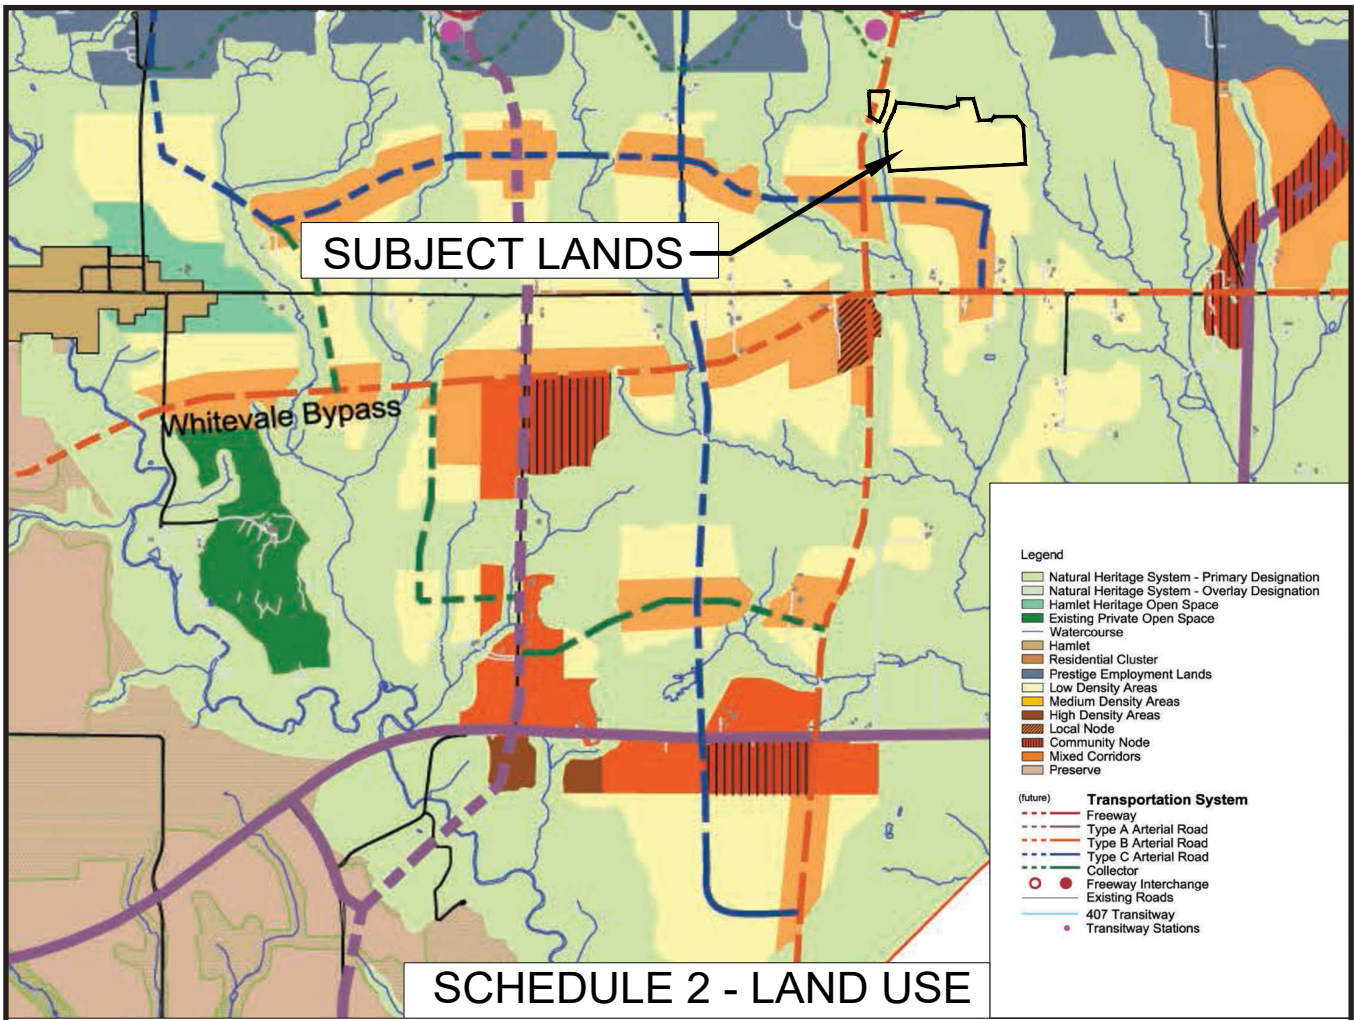 SUBJECT LANDS
Whitevale Bypass
Legend
Natural Heritage System - Primary Designation
Natural Heritage System - Overlay Designation
Hamlet Heritage Open Space
Existing Private Open Space
Watercourse
Hamlet
Residential Cluster
Prestige Employment Lands
Low Density Areas
Medium Density Areas
High Density Areas
Local Node
Community Node
Mixed Corridors
Preserve
(future) Transportation System
Freeway
Type A Arterial Road
Type B Arterial Road
Type C Arterial Road
Collector
Freeway Interchange
Existing Roads
407 Transitway
Transitway Stations
SCHEDULE 2 - LAND USE